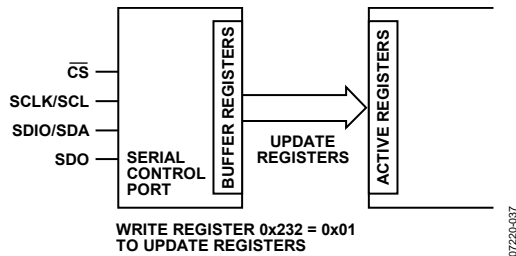 CS
SCLK/SCL
SDIO/SDA
SDO
SERIAL
CONTROL
PORT
BUFFER REGISTERS
UPDATE
REGISTERS
ACTIVE REGISTERS
WRITE REGISTER 0x232 = 0x01
TO UPDATE REGISTERS
07220-037